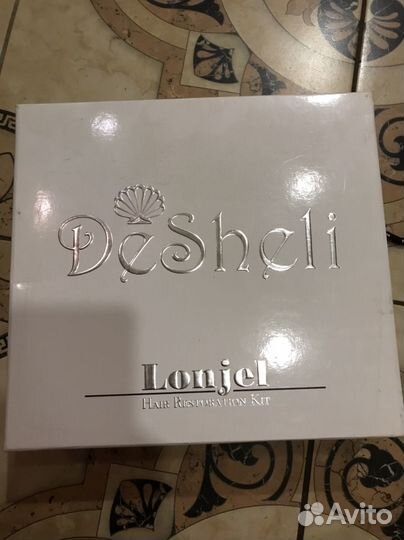 DeSheli
Lonjel
HAIR RESTORATION KIT
Avito